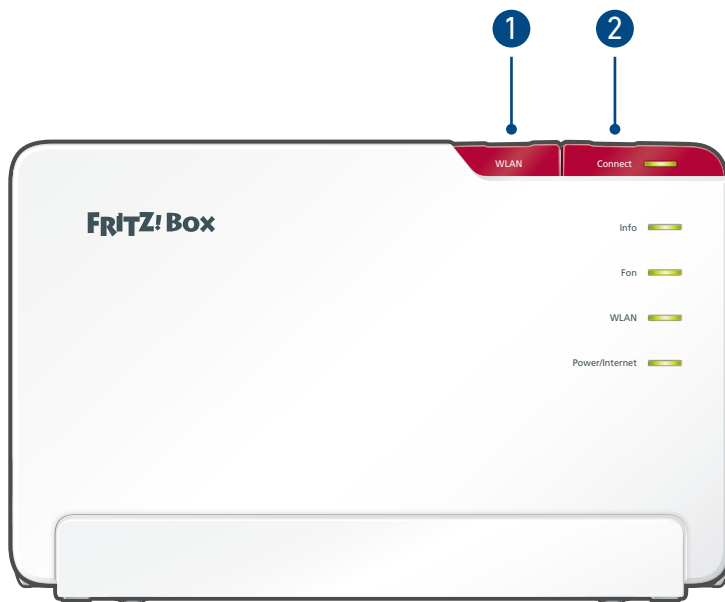 1 2
WLAN Connect
FRITZ! Box
Info
Fon
WLAN
Power/Internet